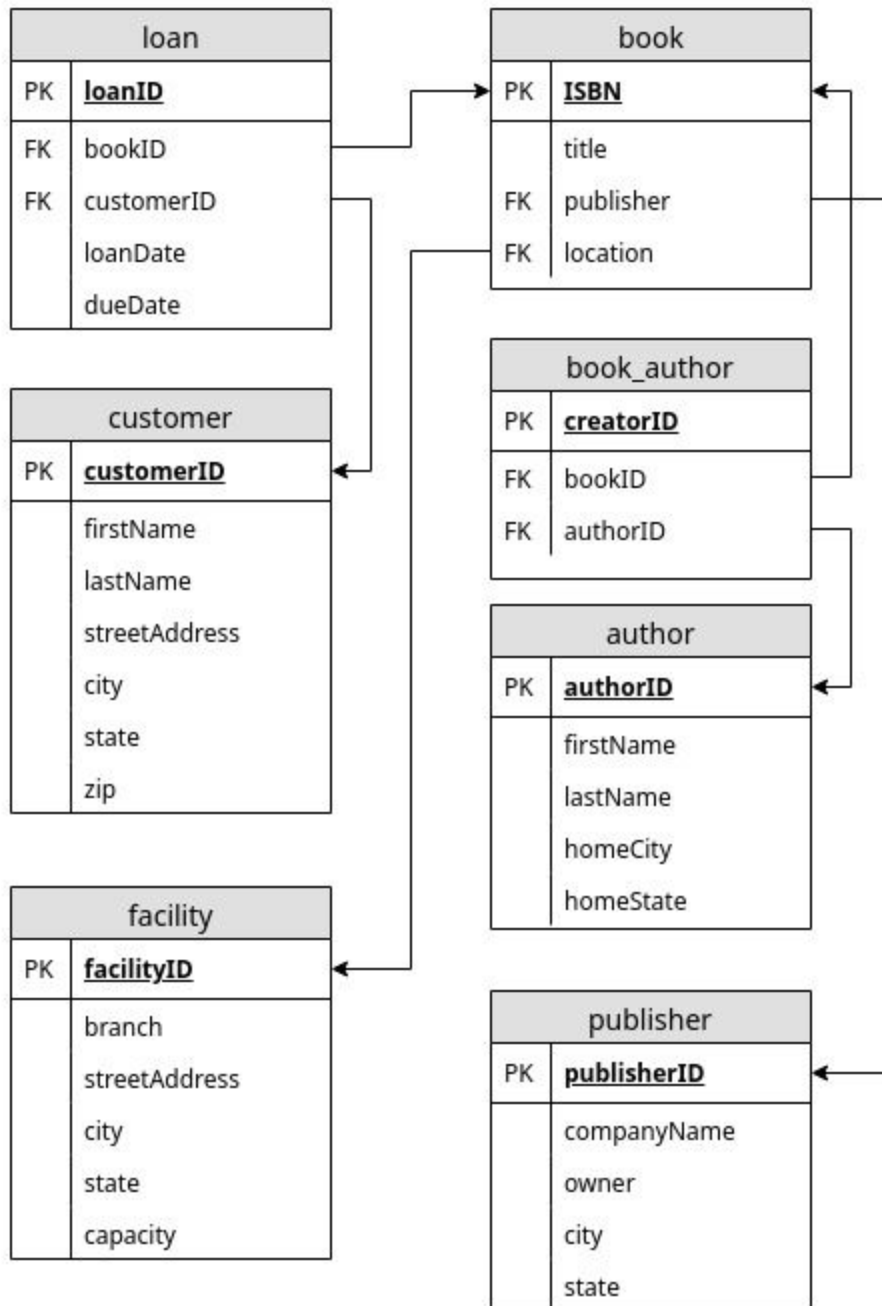 loan
PK loanID
FK bookID
FK customerID
loanDate
dueDate
customer
PK customerID
firstName
lastName
streetAddress
city
state
zip
facility
PK facilityID
branch
streetAddress
city
state
capacity
book
PK ISBN
title
FK publisher
FK location
book_author
PK creatorID
FK bookID
FK authorID
author
PK authorID
firstName
lastName
homeCity
homeState
publisher
PK publisherID
companyName
owner
city
state